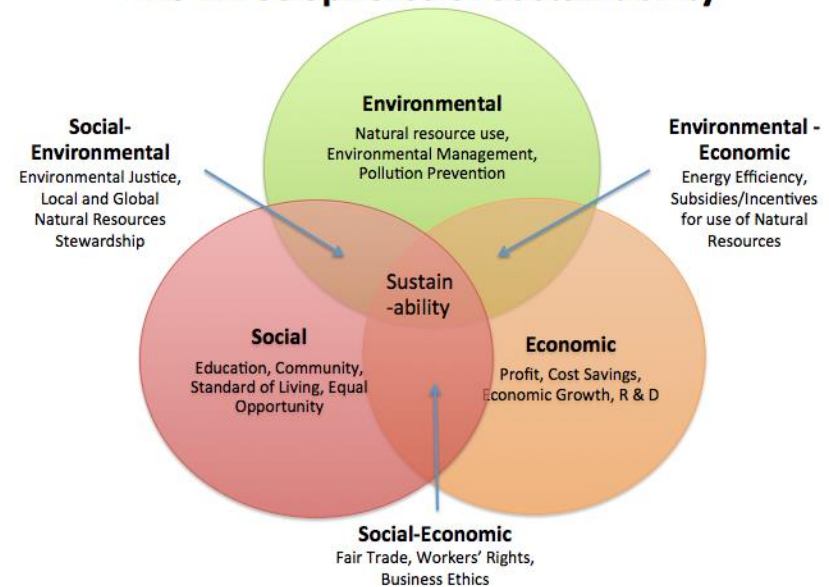 Environmental
Natural resource use,
Environmental Management,
Pollution Prevention
Social-
Environmental
Environmental Justice,
Local and Global
Natural Resources
Stewardship
Environmental -
Economic
Energy Efficiency,
Subsidies/Incentives
for use of Natural
Resources
Sustain
-ability
Social
Education, Community,
Standard of Living, Equal
Opportunity
Economic
Profit, Cost Savings,
Economic Growth, R & D
Social-Economic
Fair Trade, Workers’ Rights,
Business Ethics